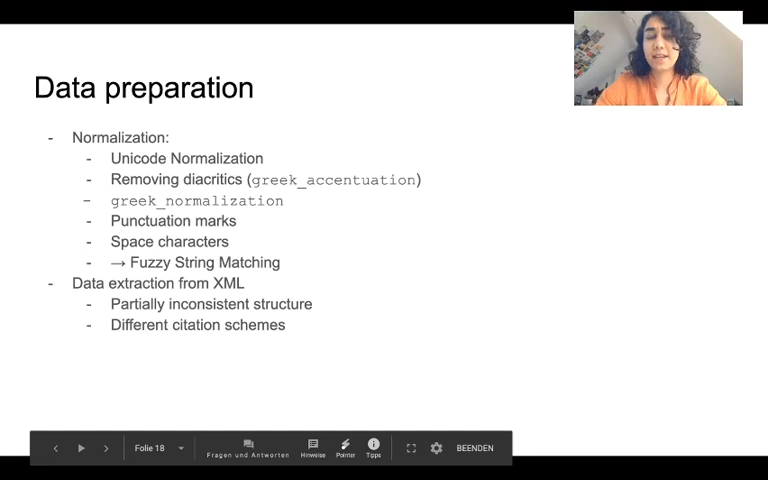 Data preparation
- Normalization:
- Unicode Normalization
- Removing diacritics (greek_accentuation)
- greek_normalization
- Punctuation marks
- Space characters
- → Fuzzy String Matching
- Data extraction from XML
- Partially inconsistent structure
- Different citation schemes
Folie 18 Fragen und Antworten Hinweise Pointer Tipps BEENDEN